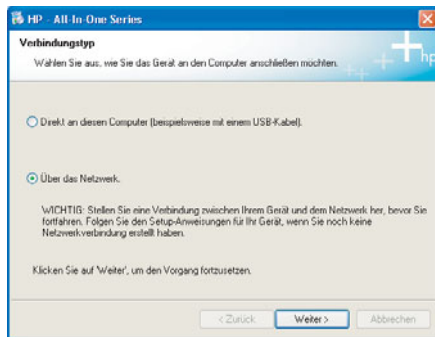 HP - All-In-One Series
Verbindungstyp
Wählen Sie aus, wie Sie das Gerät an den Computer anschließen möchten.
hp
Direkt an diesen Computer (beispielsweise mit einem USB-Kabel).
Über das Netzwerk.
WICHTIG: Stellen Sie eine Verbindung zwischen Ihrem Gerät und dem Netzwerk her, bevor Sie
fortfahren. Folgen Sie den Setup-Anweisungen für Ihr Gerät, wenn Sie noch keine
Netzwerkverbindung erstellt haben.
Klicken Sie auf 'Weiter', um den Vorgang fortzusetzen.
< Zurück Weiter > Abbrechen